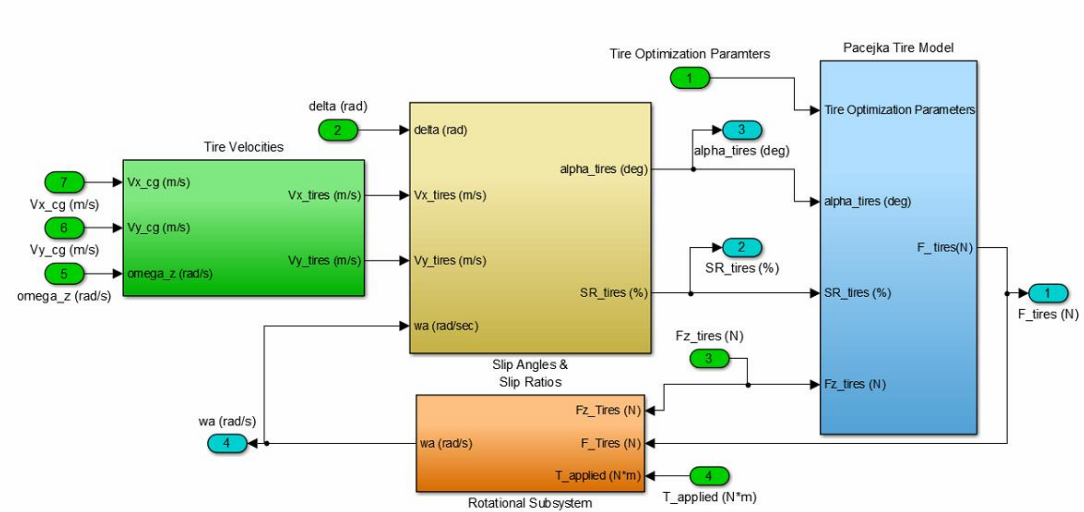 Pacejka Tire Model
Tire Optimization Paramters
1
Tire Optimization Parameters
delta (rad)
2
delta (rad)
3
alpha_tires (deg)
Tire Velocities
alpha_tires (deg)
7
Vx_cg (m/s)
Vx_cg (m/s)
Vx_tires (m/s)
Vx_tires (m/s)
alpha_tires (deg)
6
Vy_cg (m/s)
Vy_cg (m/s)
2
SR_tires (%)
F_tires(N)
Vy_tires (m/s)
Vy_tires (m/s)
5
omega_z (rad/s)
omega_z (rad/s)
SR_tires (%)
SR_tires (%)
1
F_tires (N)
wa (rad/sec)
Fz_tires (N)
3
Slip Angles &
Slip Ratios
Fz_tires (N)
Fz_Tires (N)
wa (rad/s)
4
wa (rad/s)
F_Tires (N)
T_applied (N*m)
4
T_applied (N*m)
Rotational Subsystem